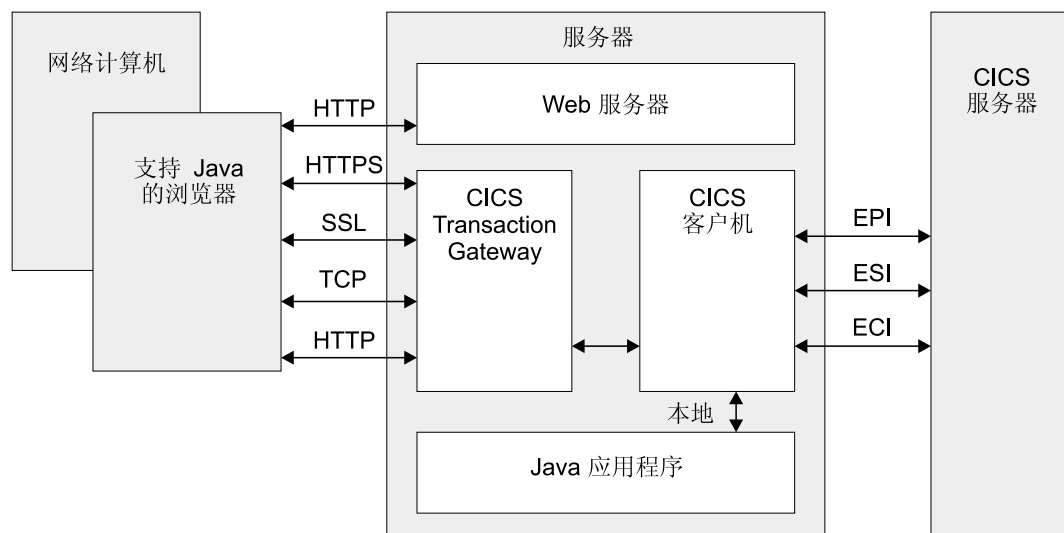 网络计算机
支持 Java
的浏览器
HTTP
HTTPS
SSL
TCP
HTTP
服务器
Web 服务器
CICS
Transaction
Gateway
CICS
客户机
本地
Java 应用程序
EPI
ESI
ECI
CICS
服务器